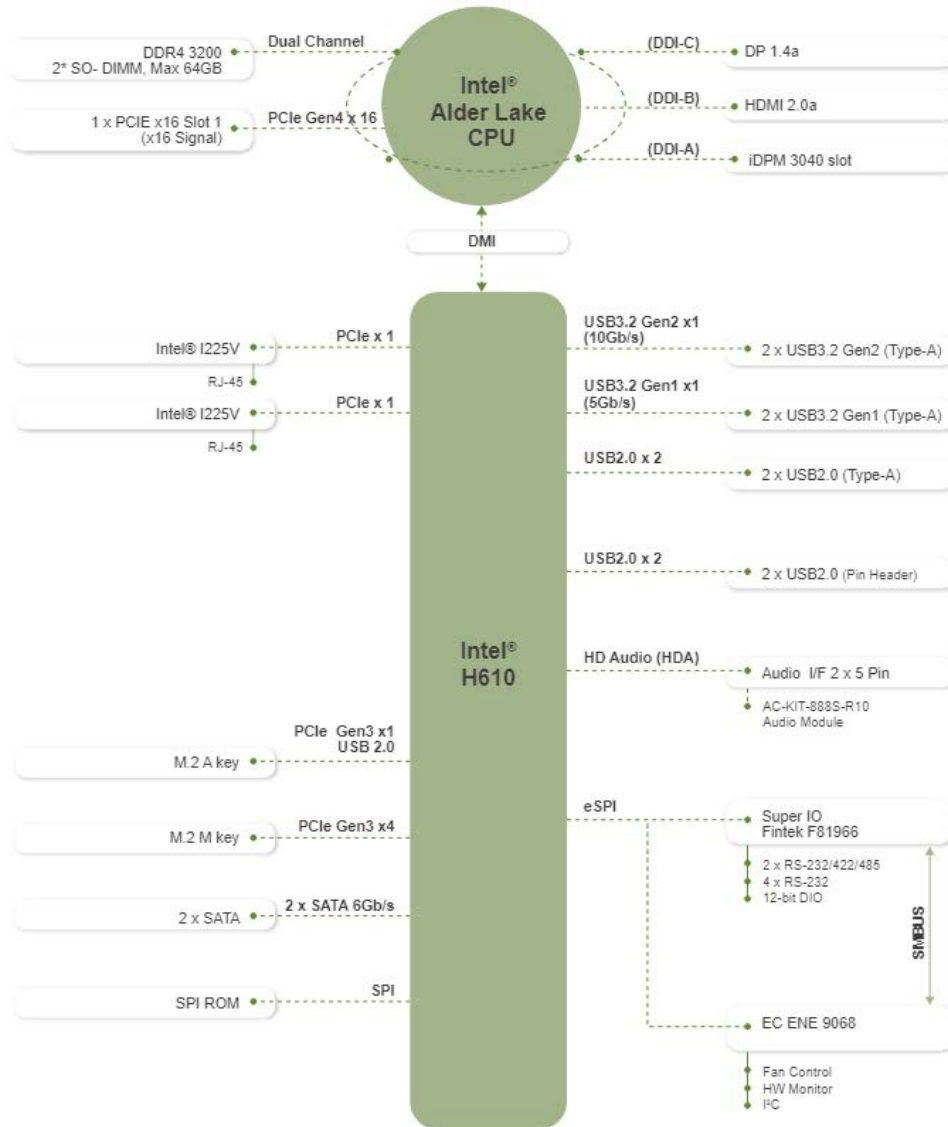 Dual Channel
DDR4 3200
2* SO- DIMM, Max 64GB
PCIe Gen4 x 16
1 x PCIE x16 Slot 1
(x16 Signal)
Intel®
Alder Lake
CPU
(DDI-C)
DP 1.4a
(DDI-B)
HDMI 2.0a
(DDI-A)
iDPM 3040 slot
DMI
PCIe x 1
Intel® I225V
RJ-45
PCIe x 1
Intel® I225V
RJ-45
USB3.2 Gen2 x1
(10Gb/s)
2 x USB3.2 Gen2 (Type-A)
USB3.2 Gen1 x1
(5Gb/s)
2 x USB3.2 Gen1 (Type-A)
USB2.0 x 2
2 x USB2.0 (Type-A)
USB2.0 x 2
2 x USB2.0 (Pin Header)
Intel®
H610
HD Audio (HDA)
Audio I/F 2 x 5 Pin
AC-KIT-888S-R10
Audio Module
PCIe Gen3 x1
USB 2.0
M.2 A key
PCIe Gen3 x4
M.2 M key
2 x SATA 6Gb/s
2 x SATA
SPI
SPI ROM
eSPI
Super IO
Fintek F81966
2 x RS-232/422/485
4 x RS-232
12-bit DIO
SMBUS
EC ENE 9068
Fan Control
HW Monitor
I²C